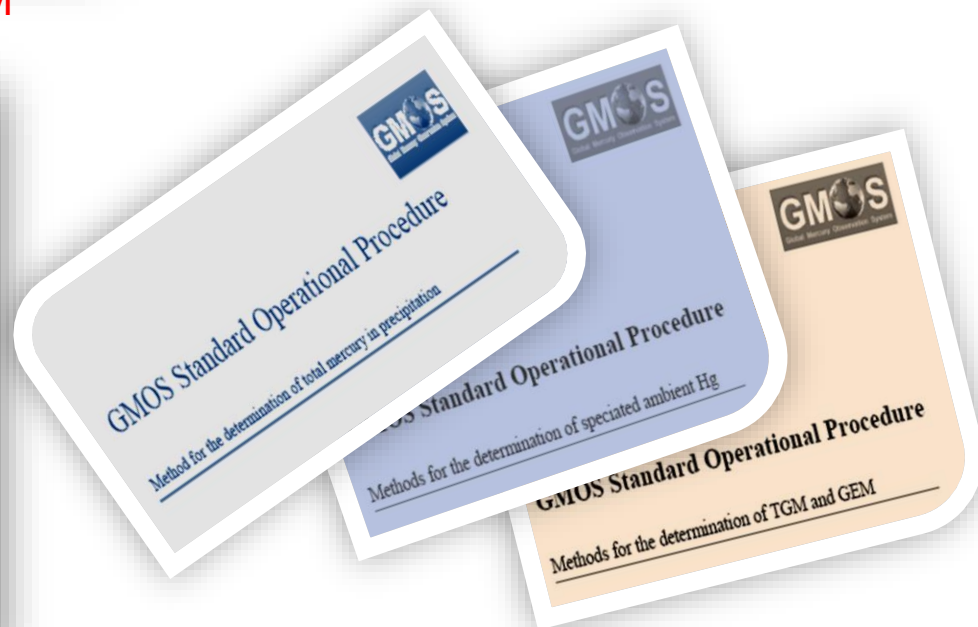 GMOS
Global Mercury Observation System
GMOS Standard Operational Procedure
Method for the determination of total mercury in precipitation
GMOS
Global Mercury Observation System
Standard Operational Procedure
Methods for the determination of speciated ambient Hg
GMOS
Global Mercury Observation System
GMOS Standard Operational Procedure
Methods for the determination of TGM and GEM